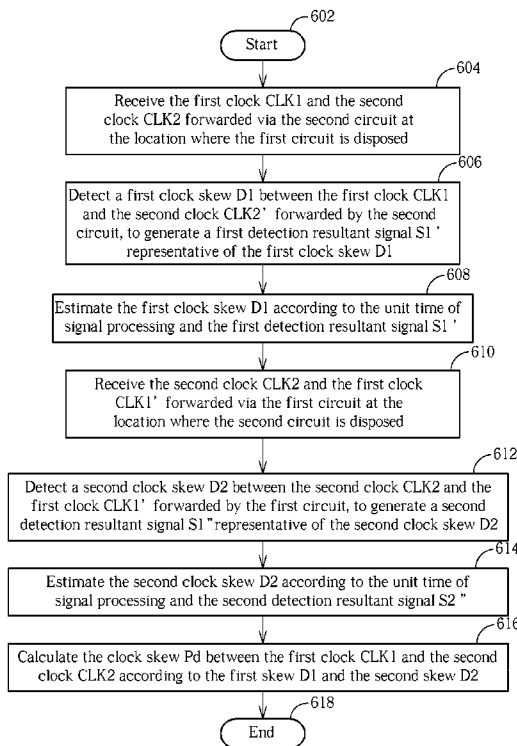 602
Start
604
Receive the first clock CLK1 and the second
clock CLK2 forwarded via the second circuit at
the location where the first circuit is disposed
606
Detect a first clock skew D1 between the first clock CLK1
and the second clock CLK2' forwarded by the second
circuit, to generate a first detection resultant signal S1'
representative of the first clock skew D1
608
Estimate the first clock skew D1 according to the unit time of
signal processing and the first detection resultant signal S1'
610
Receive the second clock CLK2 and the first clock
CLK1' forwarded via the first circuit at the
location where the second circuit is disposed
612
Detect a second clock skew D2 between the second clock CLK2 and the
first clock CLK1' forwarded by the first circuit, to generate a second
detection resultant signal S1" representative of the second clock skew D2
614
Estimate the second clock skew D2 according to the unit time of
signal processing and the second detection resultant signal S2"
616
Calculate the clock skew Pd between the first clock CLK1 and the second
clock CLK2 according to the first skew D1 and the second skew D2
618
End